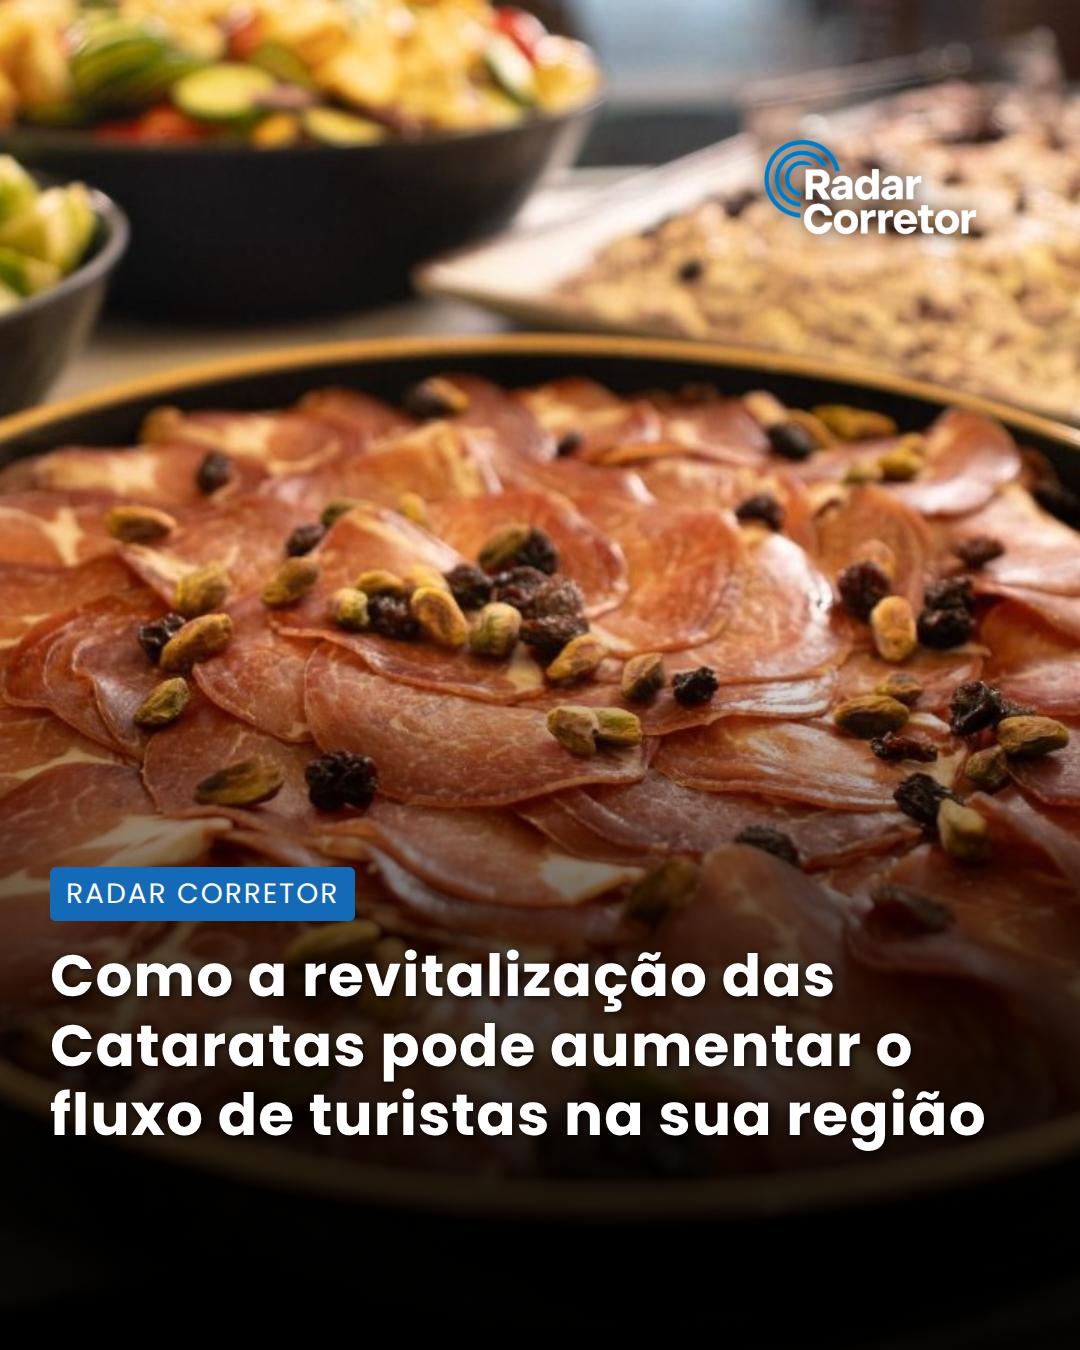 Radar
Corretor
RADAR CORRETOR
Como a revitalização das
Cataratas pode aumentar o
fluxo de turistas na sua região